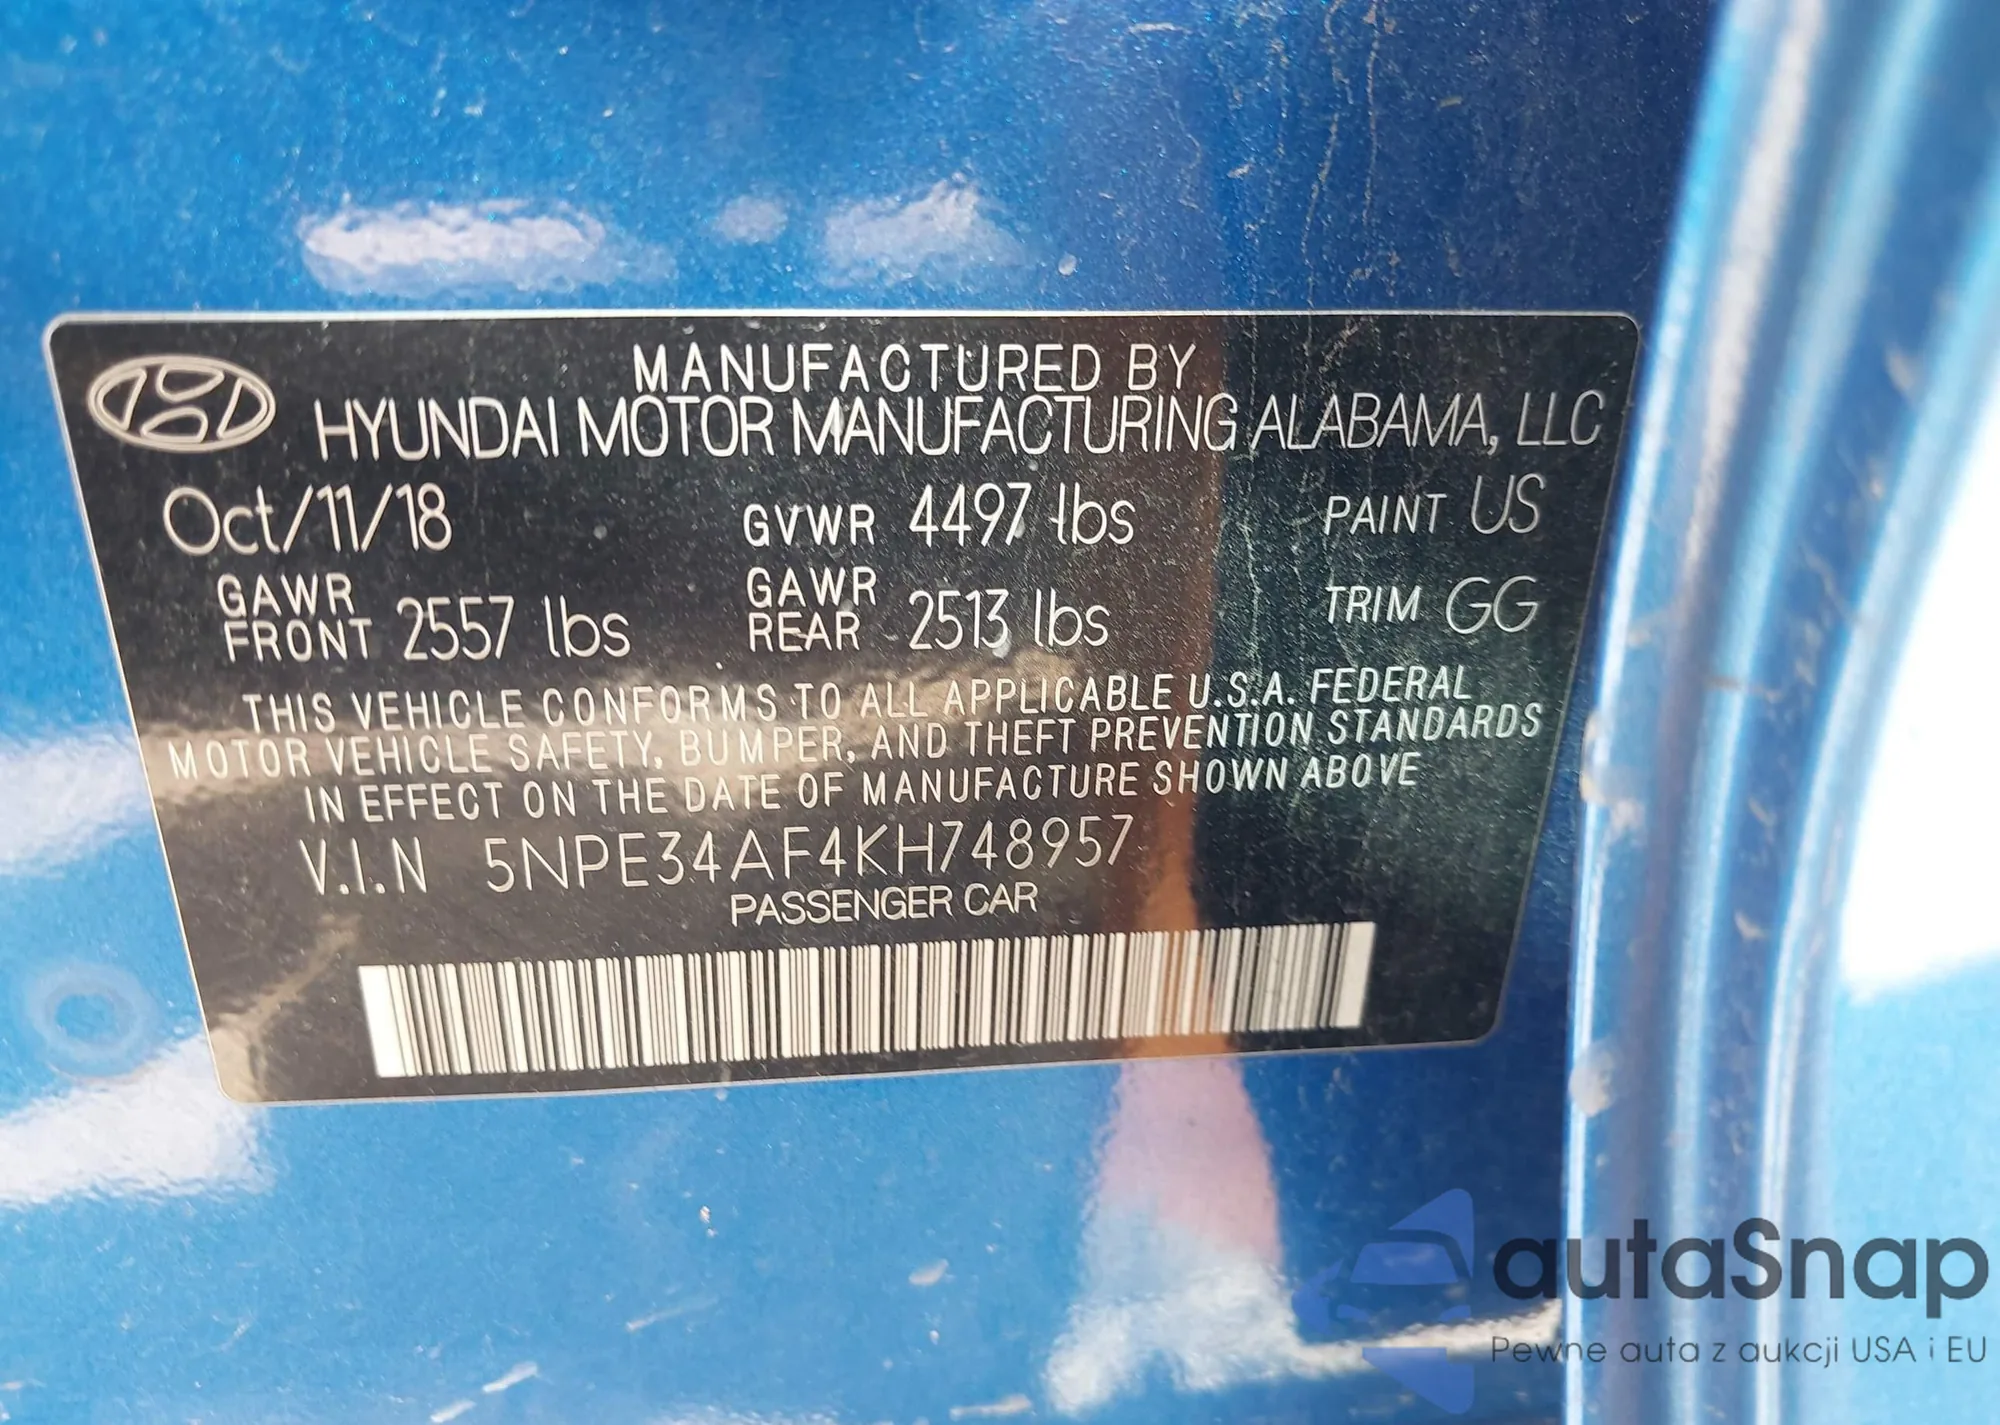 MANUFACTURED BY
HYUNDAI MOTOR MANUFACTURING ALABAMA, LLC
Oct/11/18 GVWR 4497 lbs PAINT US
GAWR FRONT 2557 lbs GAWR REAR 2513 lbs TRIM GG
THIS VEHICLE CONFORMS TO ALL APPLICABLE U.S.A. FEDERAL
MOTOR VEHICLE SAFETY, BUMPER, AND THEFT PREVENTION STANDARDS
IN EFFECT ON THE DATE OF MANUFACTURE SHOWN ABOVE
V.I.N 5NPE34AF4KH748957
PASSENGER CAR
autaSnap
Pewne auta z aukcji USA i EU